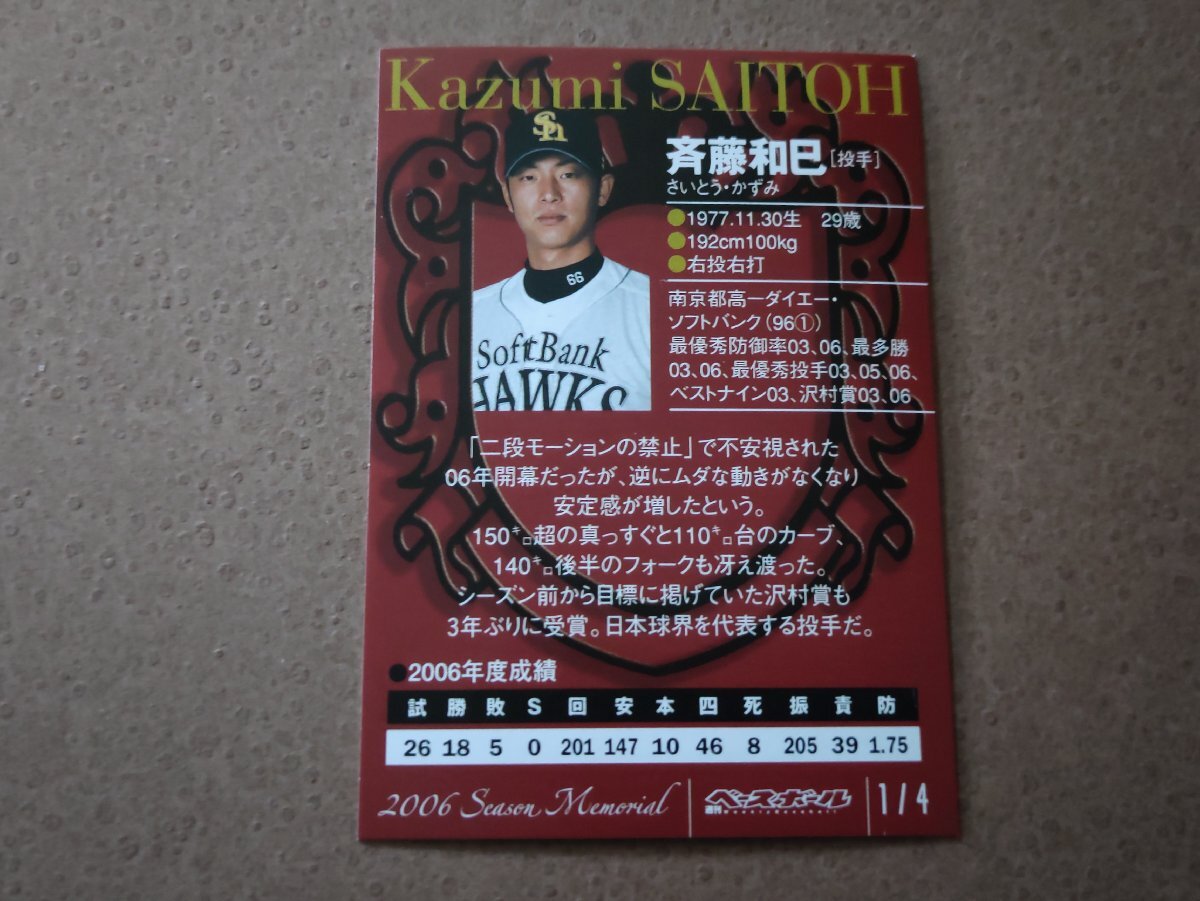 Kazumi SAITOH
斉藤和巳[投手]
さいとう・かずみ
●1977.11.30生 29歳
●192cm100kg
●右投右打
南京都高ーダイエー・
ソフトバンク(96①)
最優秀防御率03、06、最多勝
03、06、最優秀投手03、05、06、
ベストナイン03、沢村賞03、06
66
SoftBank
HAWKS
「二段モーションの禁止」で不安視された
06年開幕だったが、逆にムダな動きがなくなり
安定感が増したという。
150㌔超の真っすぐと110㌔台のカーブ、
140㌔後半のフォークも冴え渡った。
シーズン前から目標に掲げていた沢村賞も
3年ぶりに受賞。日本球界を代表する投手だ。
●2006年度成績
試 勝 敗 S 回 安 本 四 死 振 責 防
26 18 5 0 201 147 10 46 8 205 39 1.75
2006 Season Memorial 週刊ベースボール 1/4